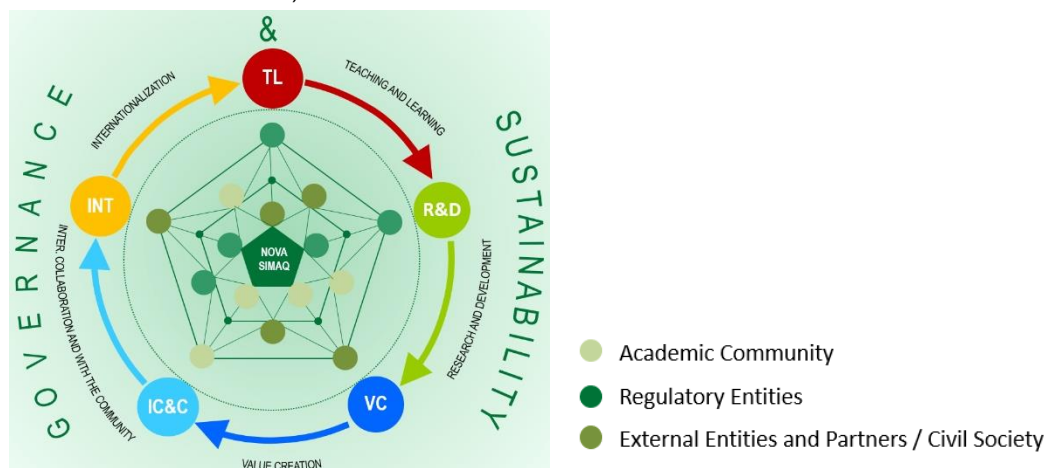 &
GOVERNANCE
SUSTAINABILITY
TL
TEACHING AND LEARNING
R&D
RESEARCH AND DEVELOPMENT
VC
VALUE CREATION
IC&C
INTER. COLLABORATION AND WITH THE COMMUNITY
INT
INTERNATIONALIZATION
NOVA
SIMAQ
Academic Community
Regulatory Entities
External Entities and Partners / Civil Society